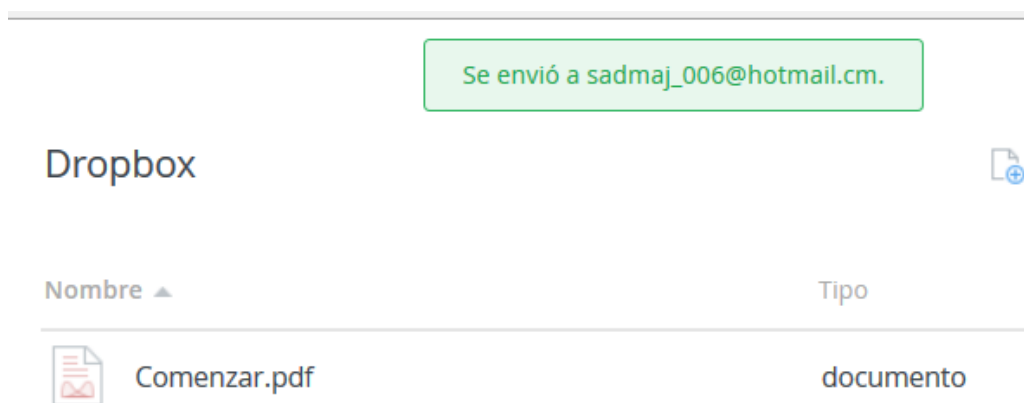 Se envió a sadmaj_006@hotmail.cm.
Dropbox
Nombre Tipo
Comenzar.pdf documento